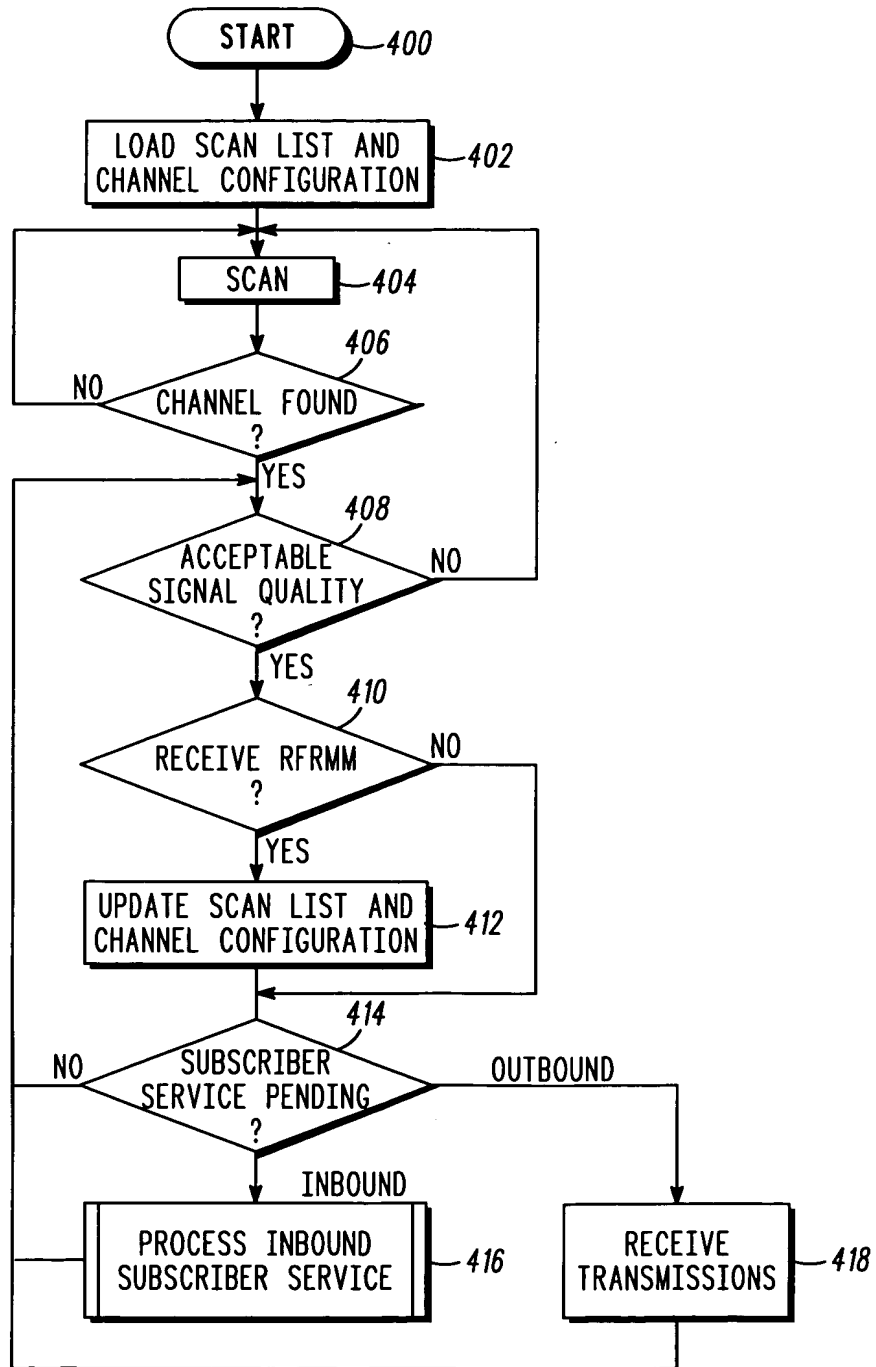 START
400
LOAD SCAN LIST AND
CHANNEL CONFIGURATION
402
SCAN
404
406
NO
CHANNEL FOUND
?
YES
408
ACCEPTABLE
SIGNAL QUALITY
?
NO
YES
410
RECEIVE RFRMM
?
NO
YES
UPDATE SCAN LIST AND
CHANNEL CONFIGURATION
412
414
NO
SUBSCRIBER
SERVICE PENDING
?
OUTBOUND
INBOUND
PROCESS INBOUND
SUBSCRIBER SERVICE
416
RECEIVE
TRANSMISSIONS
418